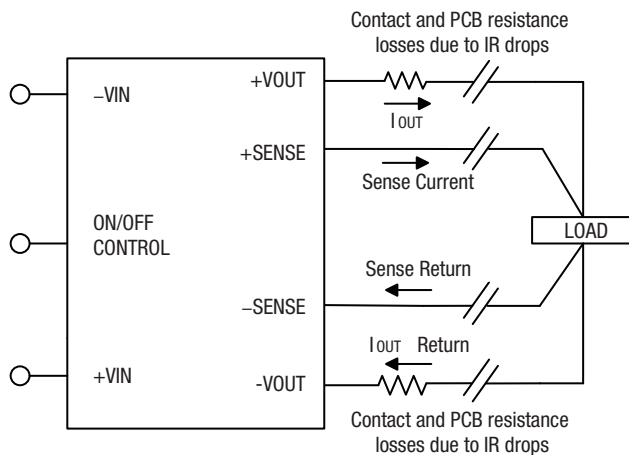 Contact and PCB resistance
losses due to IR drops
+VOUT
–VIN
IOUT
+SENSE
Sense Current
ON/OFF
CONTROL
LOAD
Sense Return
–SENSE
IOUT Return
+VIN
-VOUT
Contact and PCB resistance
losses due to IR drops